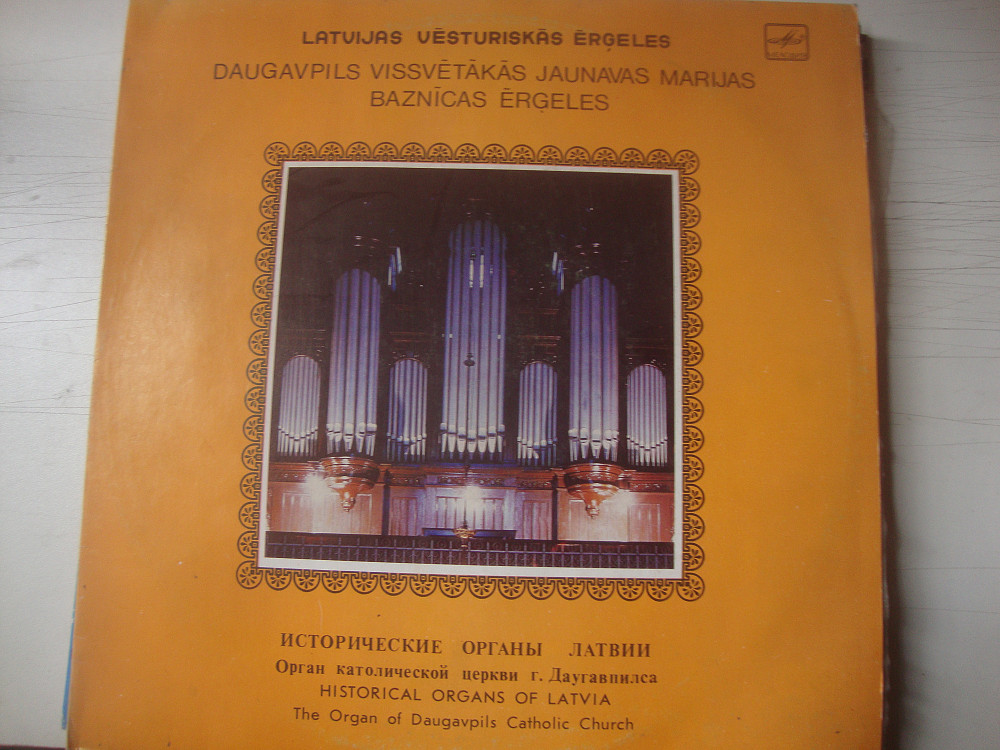 LATVIJAS VĒSTURISKĀS ĒRĢELES
DAUGAVPILS VISSVĒTĀKĀS JAUNAVAS MARIJAS
BAZNĪCAS ĒRĢELES
ИСТОРИЧЕСКИЕ ОРГАНЫ ЛАТВИИ
Орган католической церкви г. Даугавпилса
HISTORICAL ORGANS OF LATVIA
The Organ of Daugavpils Catholic Church